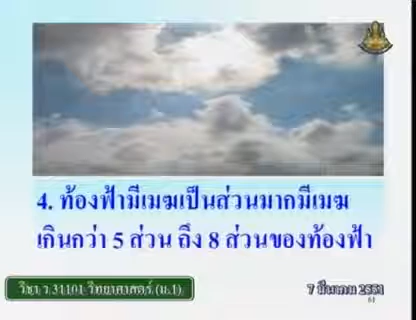 4. ท้องฟ้ามีเมฆเป็นส่วนมากมีเมฆ
เกินกว่า 5 ส่วน ถึง 8 ส่วนของท้องฟ้า
วิชา ว 31101 วิทยาศาสตร์ (ม.1)
7 มีนาคม 2551
61